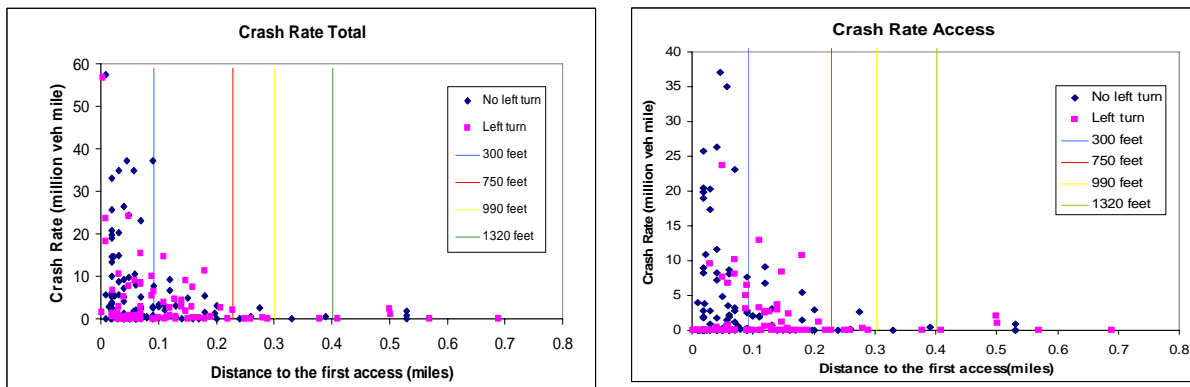 Crash Rate Total
Crash Rate (million veh mile)
60
50
40
30
20
10
0
0
0.1
0.2
0.3
0.4
0.5
0.6
0.7
0.8
Distance to the first access (miles)
No left turn
Left turn
300 feet
750 feet
990 feet
1320 feet
Crash Rate Access
Crash Rate (million veh mile)
40
35
30
25
20
15
10
5
0
0
0.1
0.2
0.3
0.4
0.5
0.6
0.7
0.8
Distance to the first access(miles)
No left turn
Left turn
300 feet
750 feet
990 feet
1320 feet